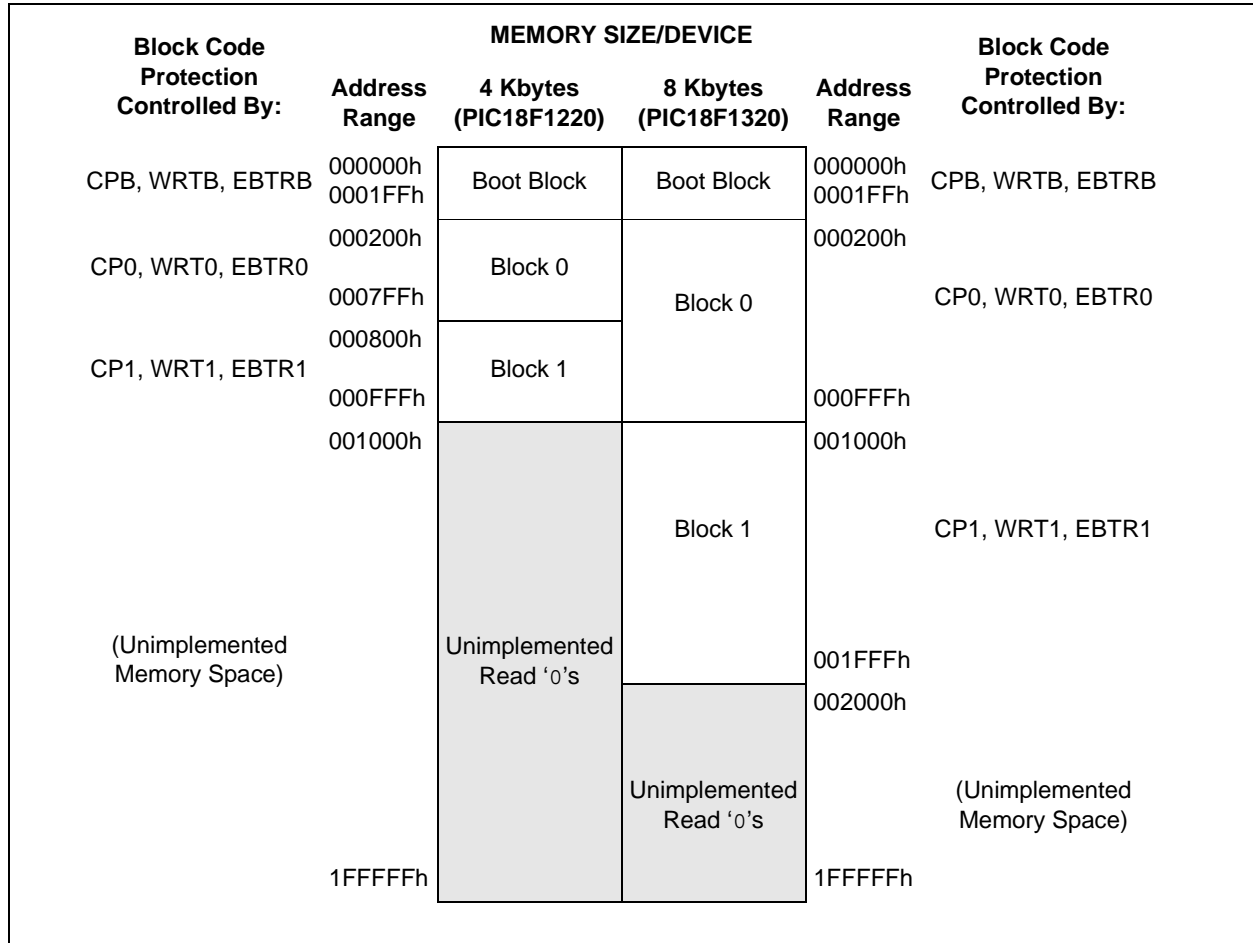 MEMORY SIZE/DEVICE
Block Code
Protection
Controlled By:
Address
Range
4 Kbytes
(PIC18F1220)
8 Kbytes
(PIC18F1320)
Address
Range
Block Code
Protection
Controlled By:
CPB, WRTB, EBTRB
000000h
0001FFh
Boot Block
Boot Block
000000h
0001FFh
CPB, WRTB, EBTRB
CP0, WRT0, EBTR0
000200h
0007FFh
Block 0
Block 0
000200h
000FFFh
CP0, WRT0, EBTR0
CP1, WRT1, EBTR1
000800h
000FFFh
Block 1
001000h
001000h
Block 1
001FFFh
CP1, WRT1, EBTR1
(Unimplemented
Memory Space)
Unimplemented
Read ‘0’s
002000h
Unimplemented
Read ‘0’s
(Unimplemented
Memory Space)
1FFFFFh
1FFFFFh